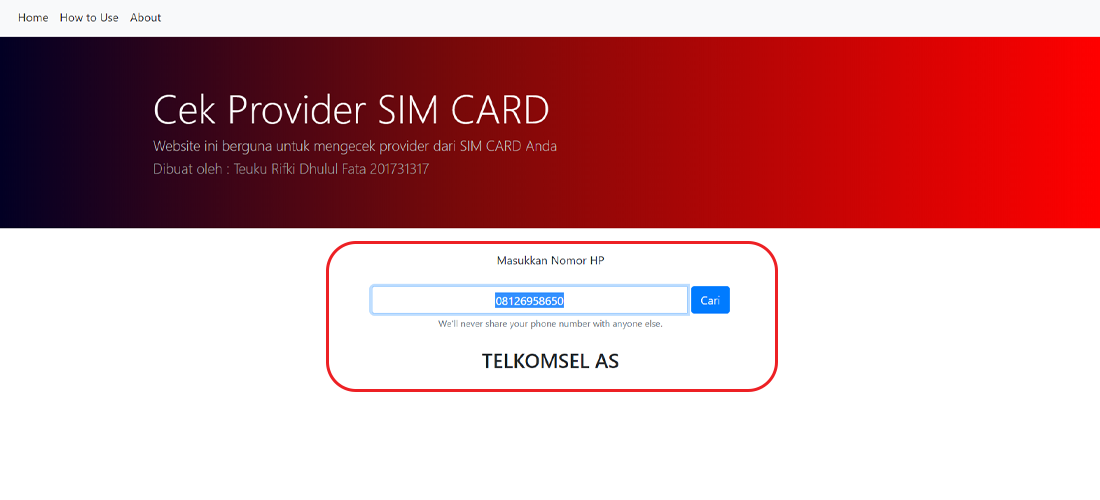 Home How to Use About
Cek Provider SIM CARD
Website ini berguna untuk mengecek provider dari SIM CARD Anda
Dibuat oleh : Teuku Rifki Dhulul Fata 201731317
Masukkan Nomor HP
08126958650 Cari
We'll never share your phone number with anyone else.
TELKOMSEL AS